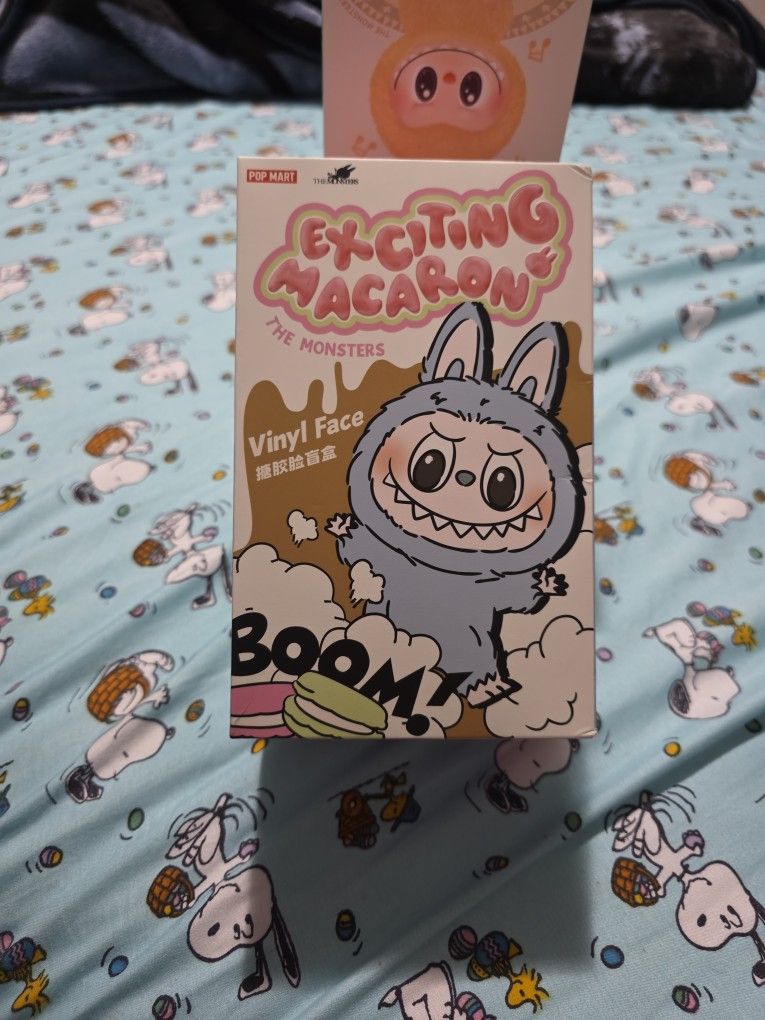 POP MART
THE MONSTERS
EXCITING
MACARON
THE MONSTERS
Vinyl Face
搪胶脸盲盒
BOOM!